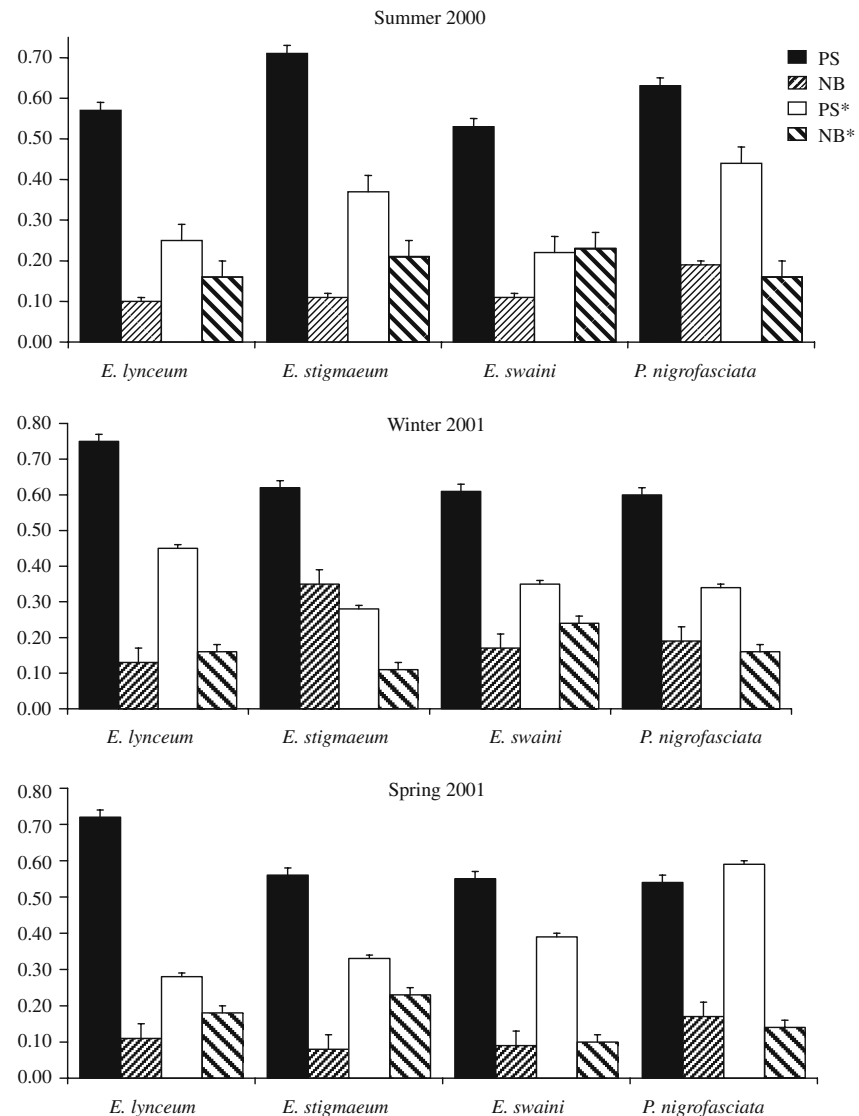 Summer 2000
0.70
0.60
0.50
0.40
0.30
0.20
0.10
0.00
PS
NB
PS*
NB*
E. lynceum E. stigmaeum E. swaini P. nigrofasciata
Winter 2001
0.80
0.70
0.60
0.50
0.40
0.30
0.20
0.10
0.00
E. lynceum E. stigmaeum E. swaini P. nigrofasciata
Spring 2001
0.80
0.70
0.60
0.50
0.40
0.30
0.20
0.10
0.00
E. lynceum E. stigmaeum E. swaini P. nigrofasciata